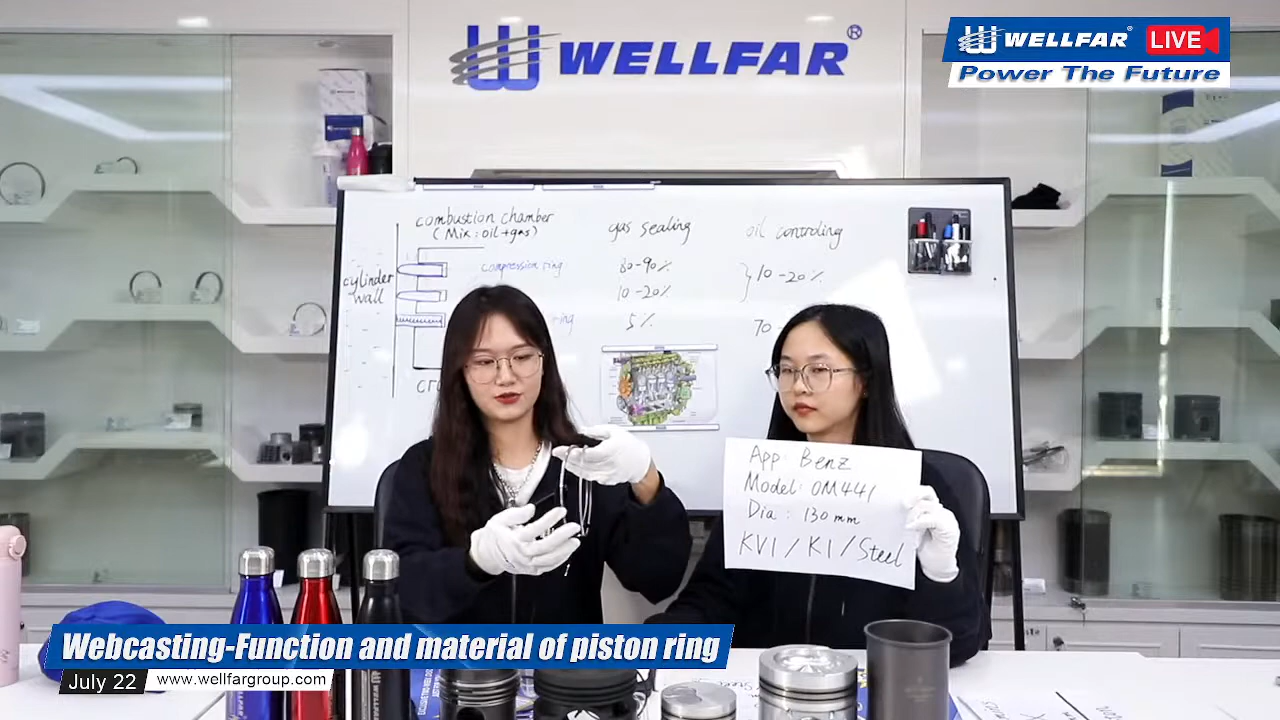 WELLFAR®
WELLFAR® LIVE
Power The Future
combustion chamber
(Mix: oil+gas)
gas sealing
oil controling
compression ring
80-90%
10-20%
cylinder
wall
10-20%
ring
5%
70-
App: Benz
Model: OM441
Dia: 130mm
KV1/K1/Steel
Webcasting-Function and material of piston ring
July 22
www.wellfargroup.com